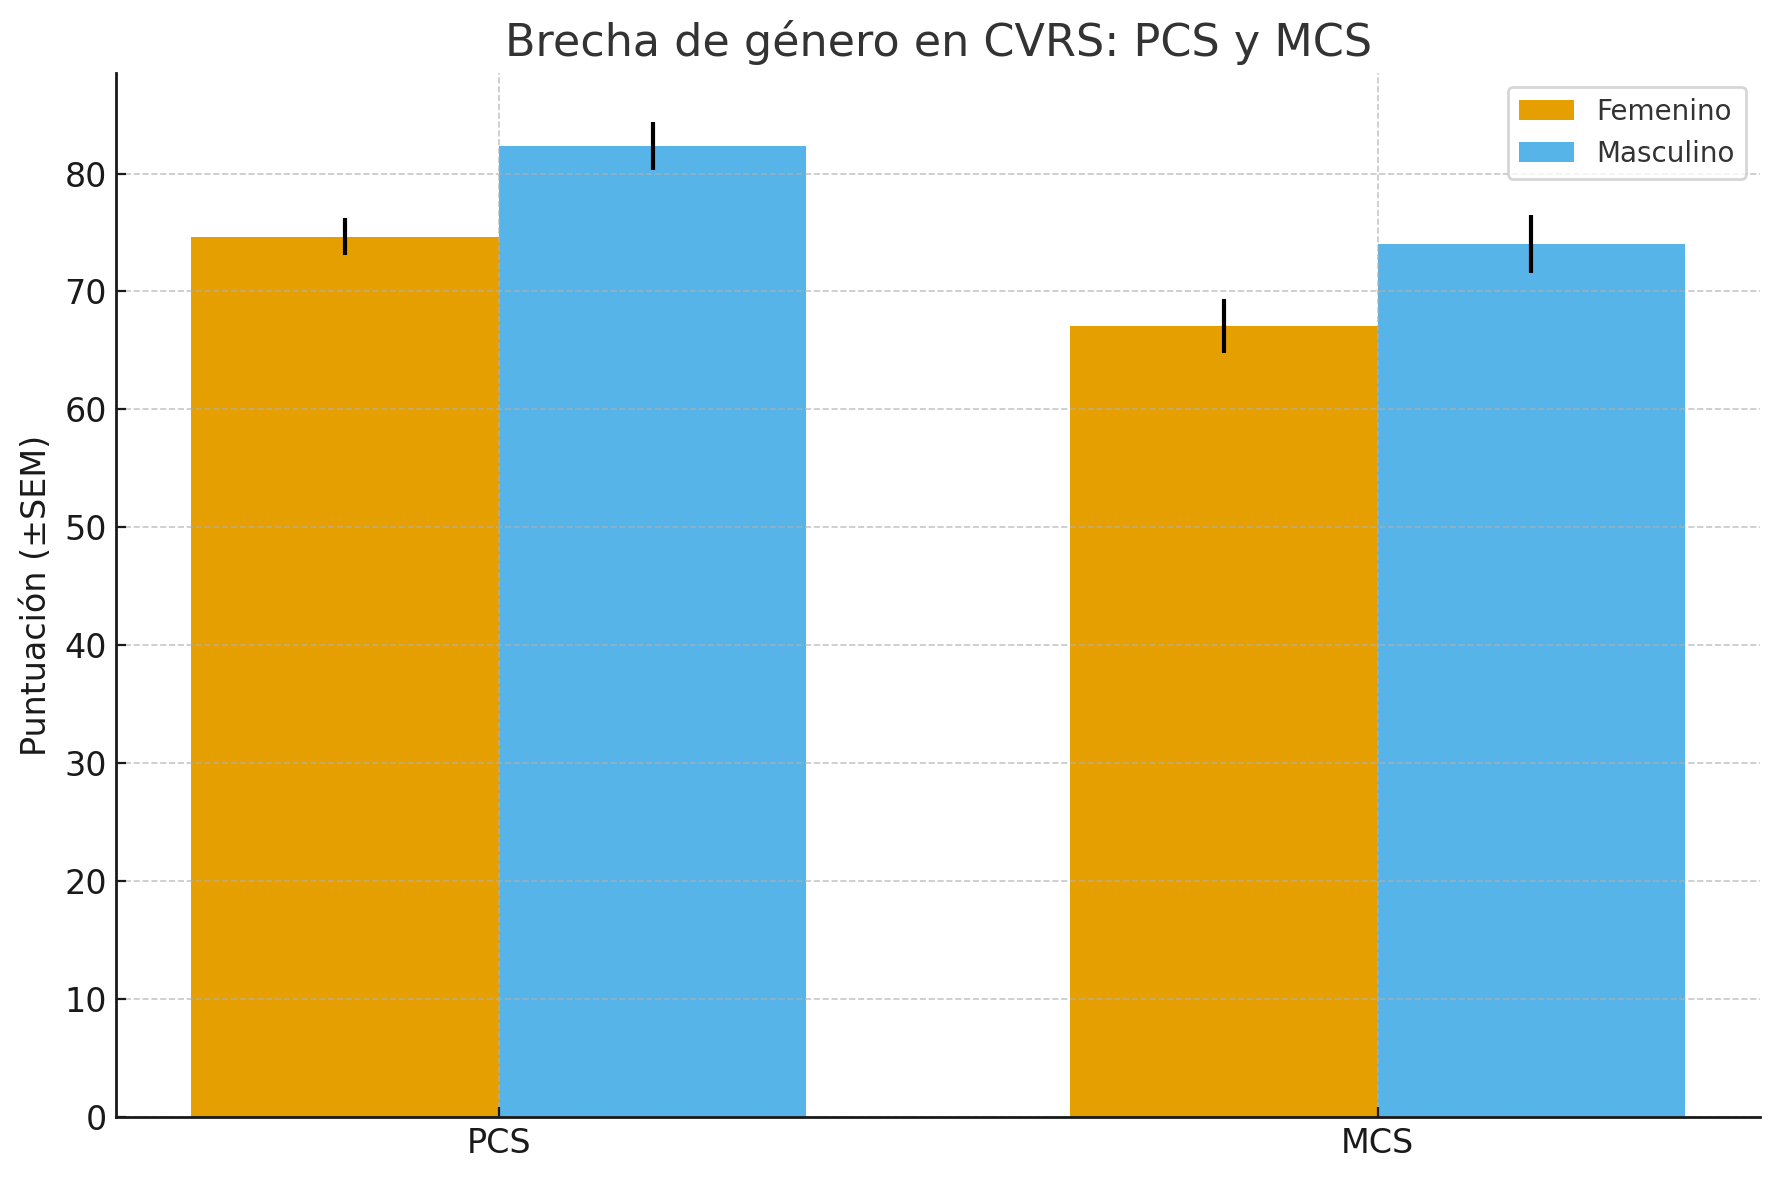 Brecha de género en CVRS: PCS y MCS
Femenino
Masculino
Puntuación (±SEM)
80
70
60
50
40
30
20
10
0
PCS
MCS